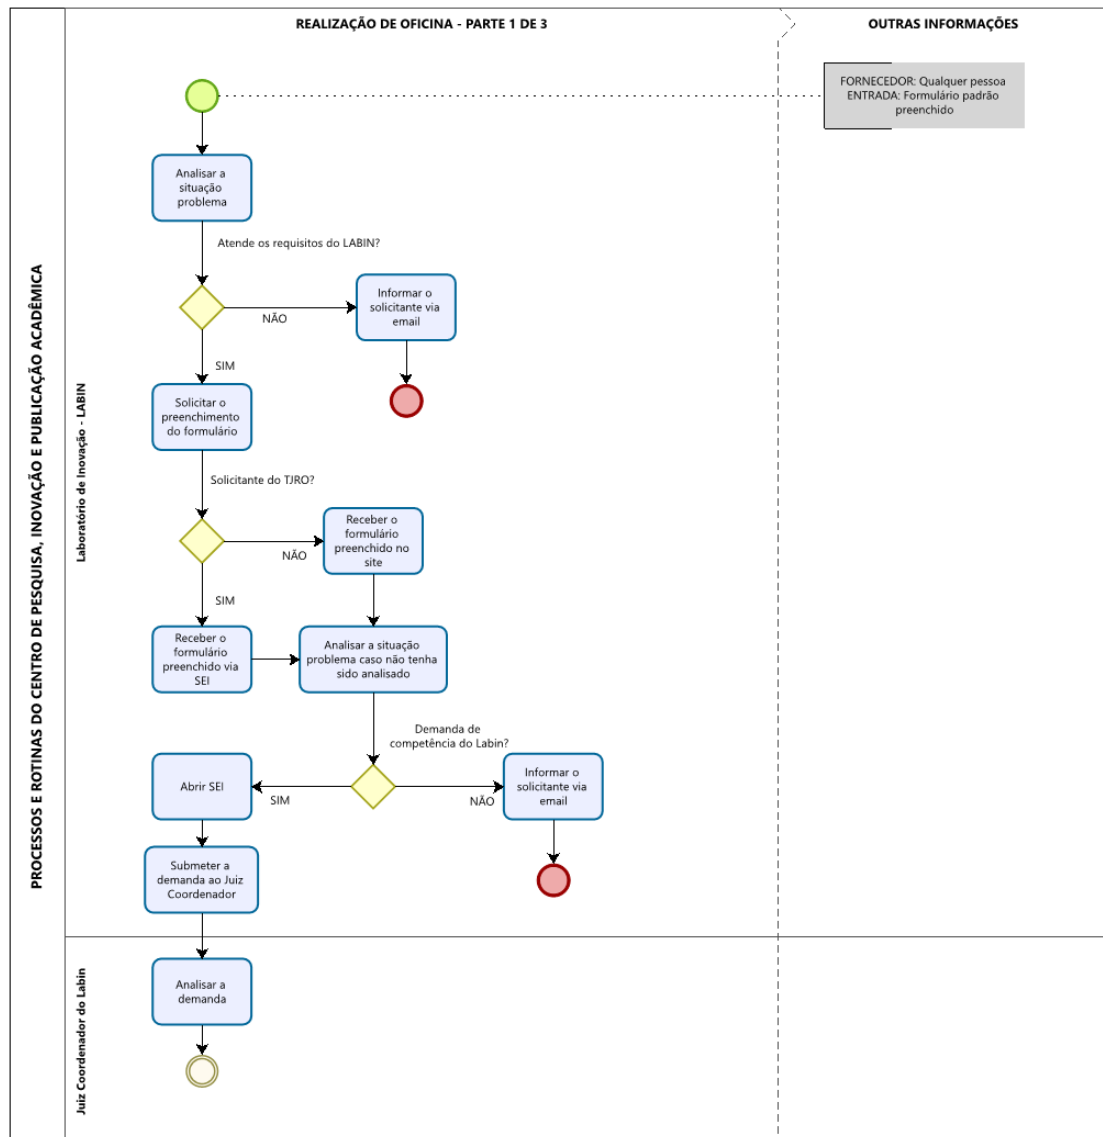 REALIZAÇÃO DE OFICINA - PARTE 1 DE 3
OUTRAS INFORMAÇÕES
PROCESSOS E ROTINAS DO CENTRO DE PESQUISA, INOVAÇÃO E PUBLICAÇÃO ACADÊMICA
Laboratório de Inovação - LABIN
FORNECEDOR: Qualquer pessoa
ENTRADA: Formulário padrão
preenchido
Analisar a
situação
problema
Atende os requisitos do LABIN?
NÃO
Informar o
solicitante via
email
SIM
Solicitar o
preenchimento
do formulário
Solicitante do TJRO?
NÃO
Receber o
formulário
preenchido no
site
SIM
Receber o
formulário
preenchido via
SEI
Analisar a situação
problema caso não tenha
sido analisado
Demanda de
competência do Labin?
Abrir SEI
SIM
NÃO
Informar o
solicitante via
email
Submeter a
demanda ao Juiz
Coordenador
Juiz Coordenador do Labin
Analisar a
demanda